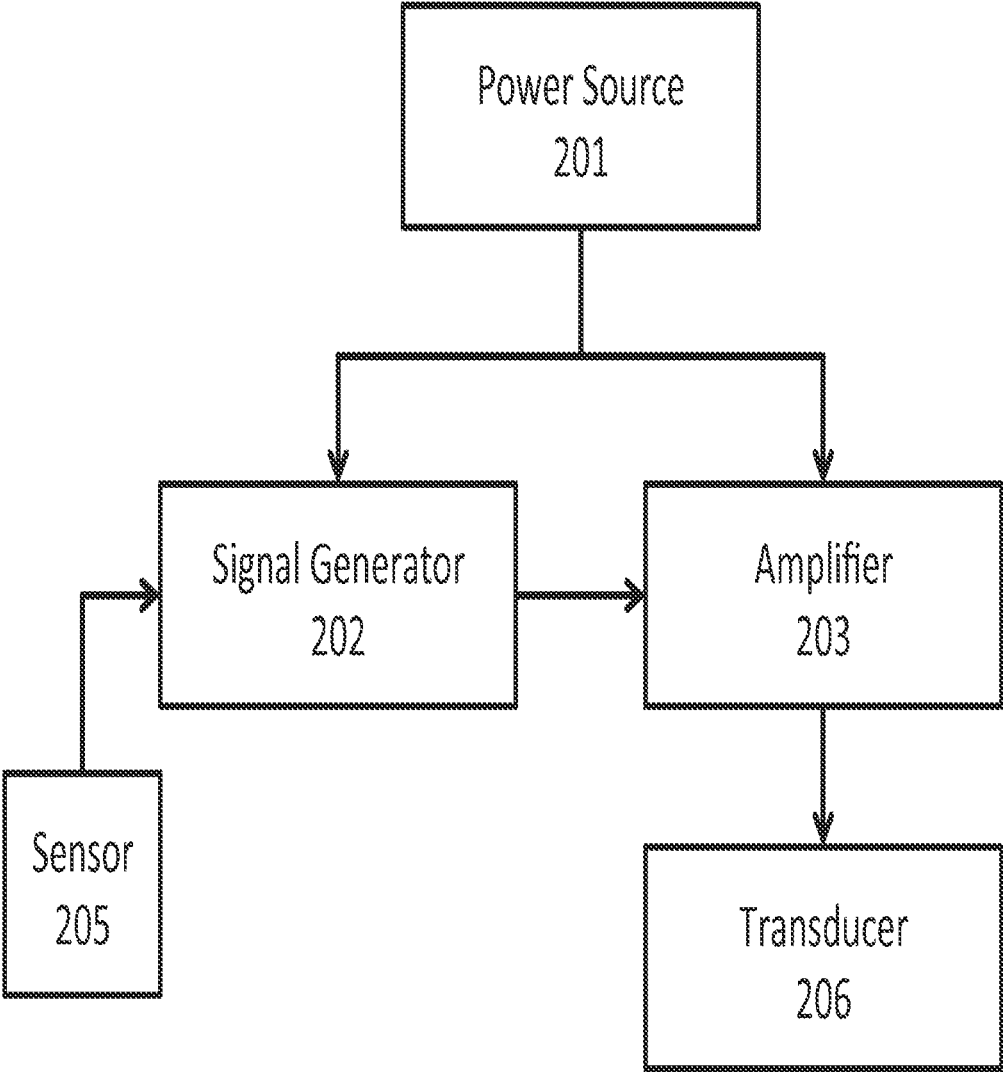 Power Source
201
Signal Generator
202
Amplifier
203
Sensor
205
Transducer
206